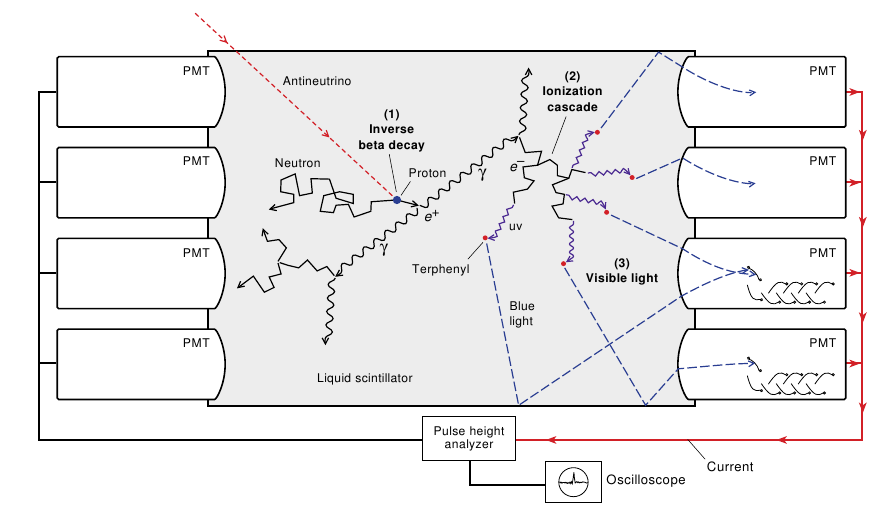 PMT
PMT
Antineutrino
(2)
Ionization
cascade
(1)
Inverse
beta decay
PMT
PMT
Neutron
Proton
γ
e–
e+
uv
γ
PMT
PMT
Terphenyl
(3)
Visible light
Blue
light
PMT
PMT
Liquid scintillator
Pulse height
analyzer
Current
Oscilloscope